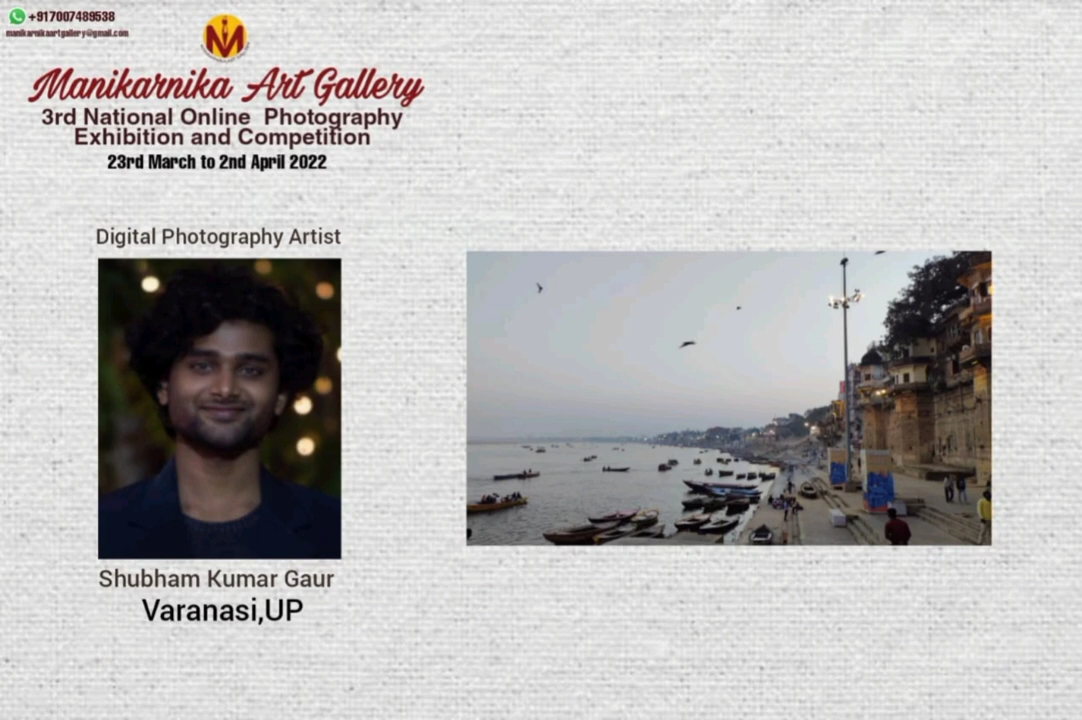 +917007489538
manikarnikaartgallery@gmail.com
Manikarnika Art Gallery
3rd National Online Photography
Exhibition and Competition
23rd March to 2nd April 2022
Digital Photography Artist
Shubham Kumar Gaur
Varanasi,UP